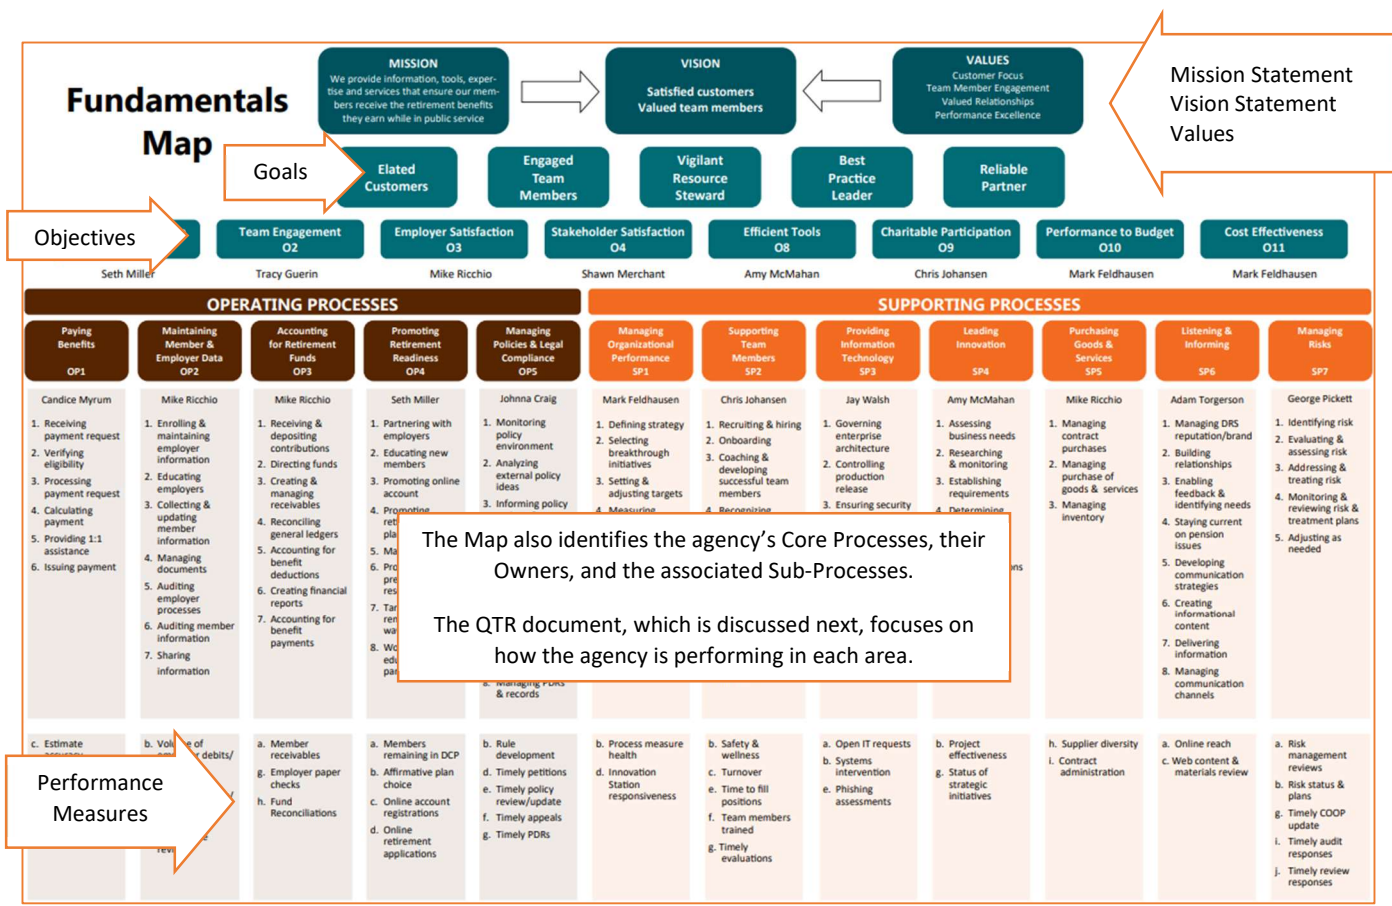 Fundamentals
Map
MISSION
We provide information, tools, exper-
tise and services that ensure our mem-
bers receive the retirement benefits
they earn while in public service
VISION
Satisfied customers
Valued team members
VALUES
Customer Focus
Team Member Engagement
Valued Relationships
Performance Excellence
Mission Statement
Vision Statement
Values
Goals
Elated
Customers
Engaged
Team
Members
Vigilant
Resource
Steward
Best
Practice
Leader
Reliable
Partner
Objectives
Team Engagement
O2
Employer Satisfaction
O3
Stakeholder Satisfaction
O4
Efficient Tools
O8
Charitable Participation
O9
Performance to Budget
O10
Cost Effectiveness
O11
Seth Miller
Tracy Guerin
Mike Ricchio
Shawn Merchant
Amy McMahan
Chris Johansen
Mark Feldhausen
Mark Feldhausen
OPERATING PROCESSES
SUPPORTING PROCESSES
Paying
Benefits
OP1
Maintaining
Member &
Employer Data
OP2
Accounting
for Retirement
Funds
OP3
Promoting
Retirement
Readiness
OP4
Managing
Policies & Legal
Compliance
OP5
Managing
Organizational
Performance
SP1
Supporting
Team
Members
SP2
Providing
Information
Technology
SP3
Leading
Innovation
SP4
Purchasing
Goods &
Services
SP5
Listening &
Informing
SP6
Managing
Risks
SP7
Candice Myrum
1. Receiving
payment request
2. Verifying
eligibility
3. Processing
payment request
4. Calculating
payment
5. Providing 1:1
assistance
6. Issuing payment
Mike Ricchio
1. Enrolling &
maintaining
employer
information
2. Educating
employers
3. Collecting &
updating
member
information
4. Managing
documents
5. Auditing
employer
processes
6. Auditing member
information
7. Sharing
information
Mike Ricchio
1. Receiving &
depositing
contributions
2. Directing funds
3. Creating &
managing
receivables
4. Reconciling
general ledgers
5. Accounting for
benefit
deductions
6. Creating financial
reports
7. Accounting for
benefit
payments
Seth Miller
1. Partnering with
employers
2. Educating new
members
3. Promoting online
account
4. Promoting
5.
6.
7.
8.
Johnna Craig
1. Monitoring
policy
environment
2. Analyzing
external policy
ideas
3. Informing policy
8. Managing PDRs
& records
Mark Feldhausen
1. Defining strategy
2. Selecting
breakthrough
initiatives
3. Setting &
adjusting targets
4. Measuring
Chris Johansen
1. Recruiting & hiring
2. Onboarding
3. Coaching &
developing
successful team
members
4. Recognizing
Jay Walsh
1. Governing
enterprise
architecture
2. Controlling
production
release
3. Ensuring security
Amy McMahan
1. Assessing
business needs
2. Researching
& monitoring
3. Establishing
requirements
4. Determining
Mike Ricchio
1. Managing
contract
purchases
2. Managing
purchase of
goods & services
3. Managing
inventory
Adam Torgerson
1. Managing DRS
reputation/brand
2. Building
relationships
3. Enabling
feedback &
identifying needs
4. Staying current
on pension
issues
5. Developing
communication
strategies
6. Creating
informational
content
7. Delivering
information
8. Managing
communication
channels
George Pickett
1. Identifying risk
2. Evaluating &
assessing risk
3. Addressing &
treating risk
4. Monitoring &
reviewing risk &
treatment plans
5. Adjusting as
needed
The Map also identifies the agency's Core Processes, their
Owners, and the associated Sub-Processes.
The QTR document, which is discussed next, focuses on
how the agency is performing in each area.
Performance
Measures
c. Estimate
b. Volume of
debits/
a. Member
receivables
g. Employer paper
checks
h. Fund
Reconciliations
a. Members
remaining in DCP
b. Affirmative plan
choice
c. Online account
registrations
d. Online
retirement
applications
b. Rule
development
d. Timely petitions
e. Timely policy
review/update
f. Timely appeals
g. Timely PDRs
b. Process measure
health
d. Innovation
Station
responsiveness
b. Safety &
wellness
c. Turnover
e. Time to fill
positions
f. Team members
trained
g. Timely
evaluations
a. Open IT requests
b. Systems
intervention
e. Phishing
assessments
b. Project
effectiveness
g. Status of
strategic
initiatives
h. Supplier diversity
i. Contract
administration
a. Online reach
c. Web content &
materials review
a. Risk
management
reviews
b. Risk status &
plans
g. Timely COOP
update
i. Timely audit
responses
j. Timely review
responses